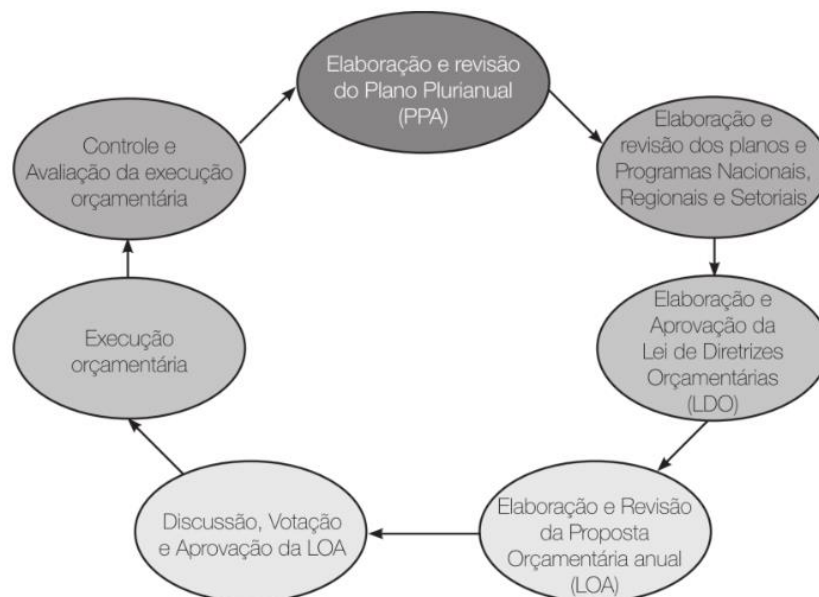 Elaboração e revisão
do Plano Plurianual
(PPA)
Elaboração e
revisão dos planos e
Programas Nacionais,
Regionais e Setoriais
Elaboração e
Aprovação da
Lei de Diretrizes
Orçamentárias
(LDO)
Elaboração e Revisão
da Proposta
Orçamentária anual
(LOA)
Discussão, Votação
e Aprovação da LOA
Execução
orçamentária
Controle e
Avaliação da execução
orçamentária